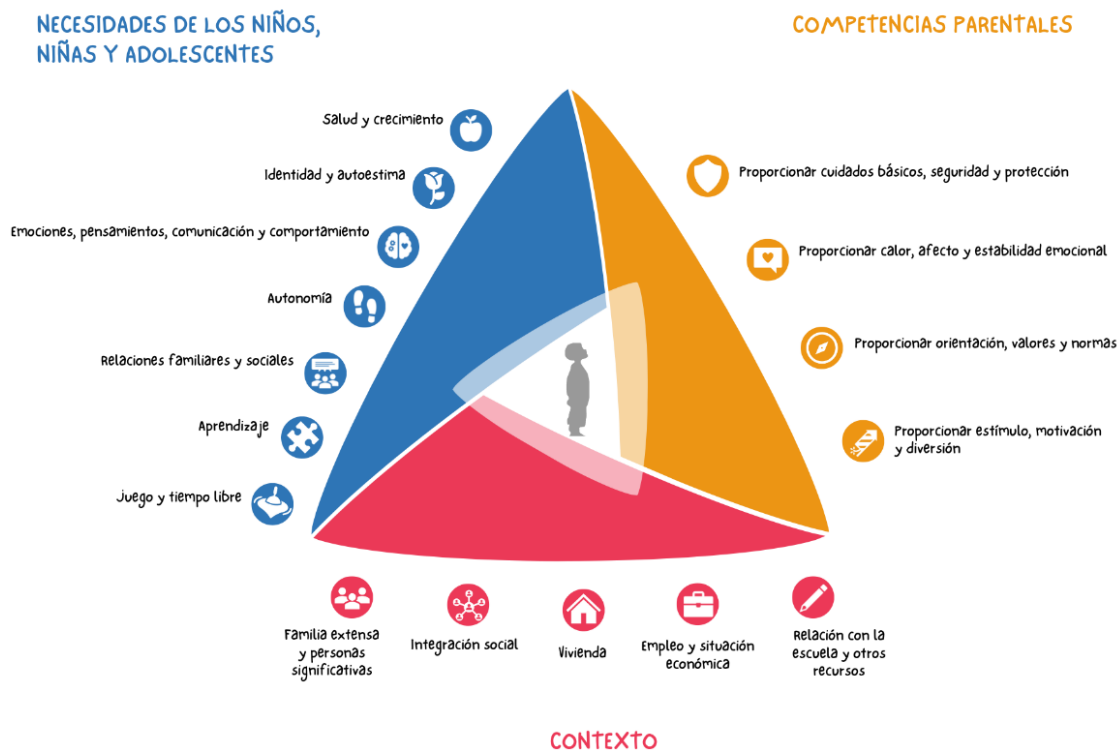 NECESIDADES DE LOS NIÑOS,
NIÑAS Y ADOLESCENTES
Salud y crecimiento
Identidad y autoestima
Emociones, pensamientos, comunicación y comportamiento
Autonomía
Relaciones familiares y sociales
Aprendizaje
Juego y tiempo libre
COMPETENCIAS PARENTALES
Proporcionar cuidados básicos, seguridad y protección
Proporcionar calor, afecto y estabilidad emocional
Proporcionar orientación, valores y normas
Proporcionar estímulo, motivación
y diversión
Familia extensa
y personas
significativas
Integración social
Vivienda
Empleo y situación
económica
Relación con la
escuela y otros
recursos
CONTEXTO